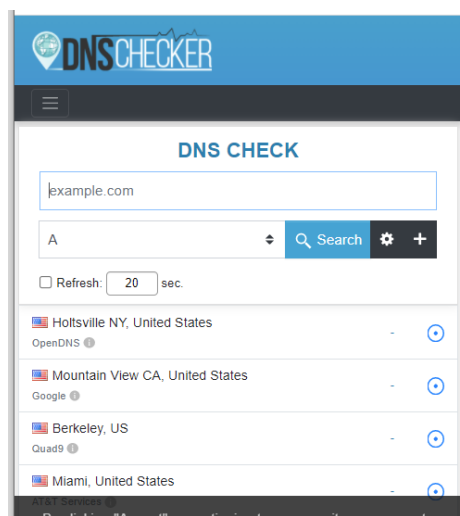 DNSCHECKER
DNS CHECK
example.com
A
Search
Refresh: 20 sec.
Holtsville NY, United States
-
OpenDNS
Mountain View CA, United States
-
Google
Berkeley, US
-
Quad9
Miami, United States
-
AT&T Services